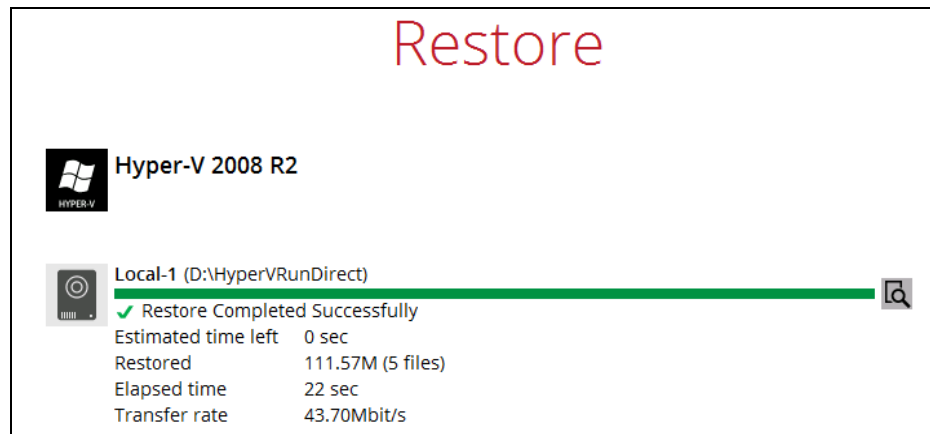 Restore
Hyper-V 2008 R2
HYPER-V
Local-1 (D:\HyperVRunDirect)
Restore Completed Successfully
Estimated time left 0 sec
Restored 111.57M (5 files)
Elapsed time 22 sec
Transfer rate 43.70Mbit/s